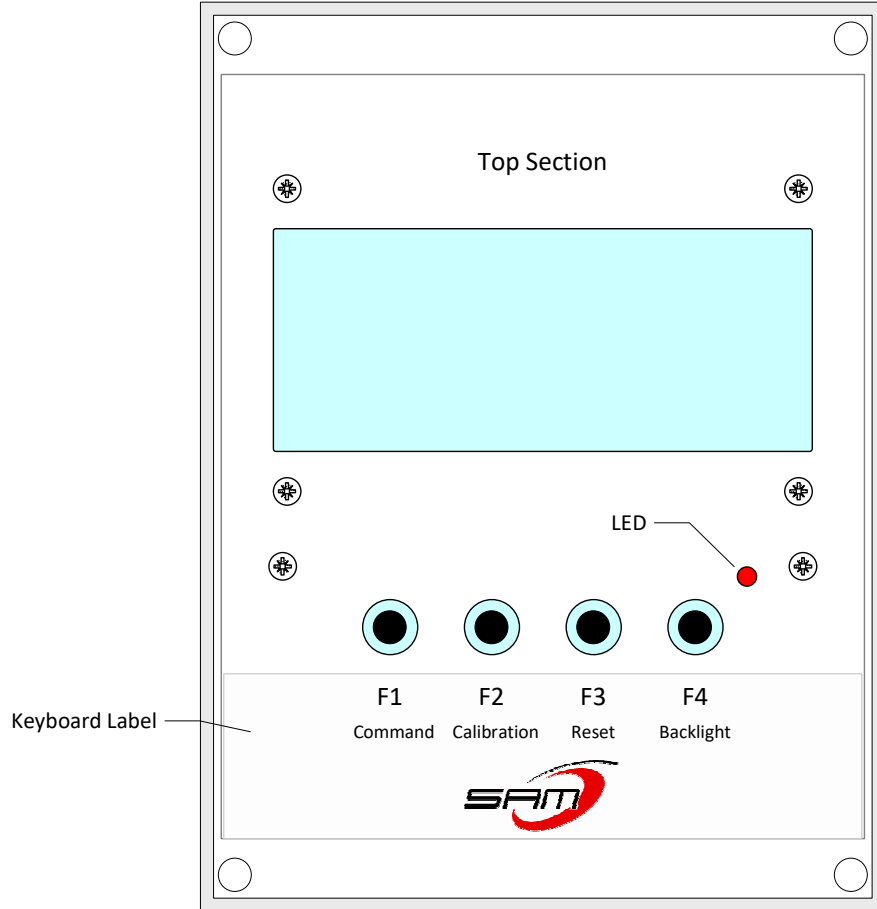 Top Section
LED
F1 F2 F3 F4
Keyboard Label
Command Calibration Reset Backlight
SAM